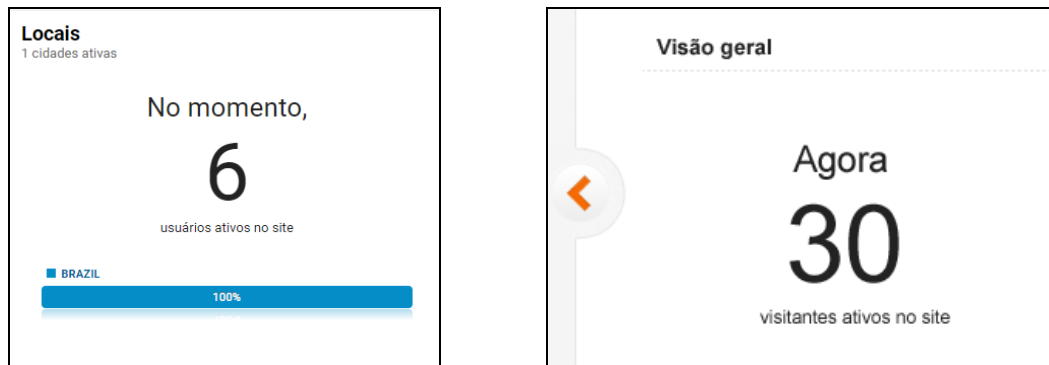 Locais
1 cidades ativas
No momento,
6
usuários ativos no site
BRAZIL
100%
Visão geral
Agora
30
visitantes ativos no site